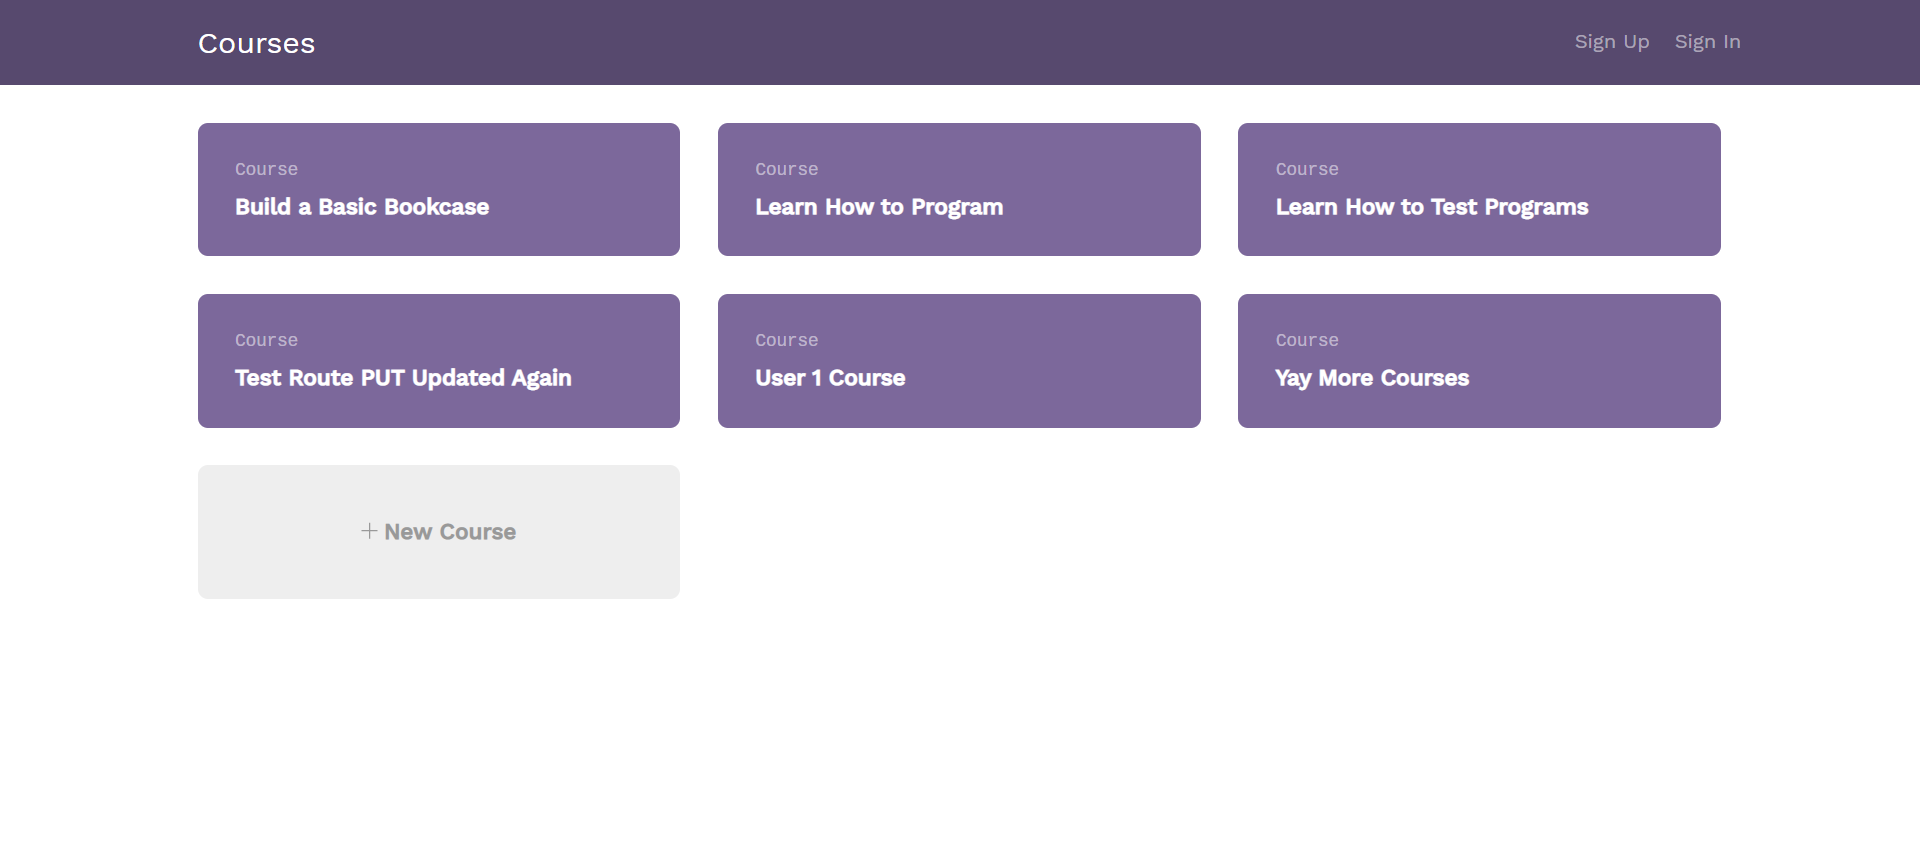 Courses
Sign Up
Sign In
Course
Build a Basic Bookcase
Course
Learn How to Program
Course
Learn How to Test Programs
Course
Test Route PUT Updated Again
Course
User 1 Course
Course
Yay More Courses
+ New Course